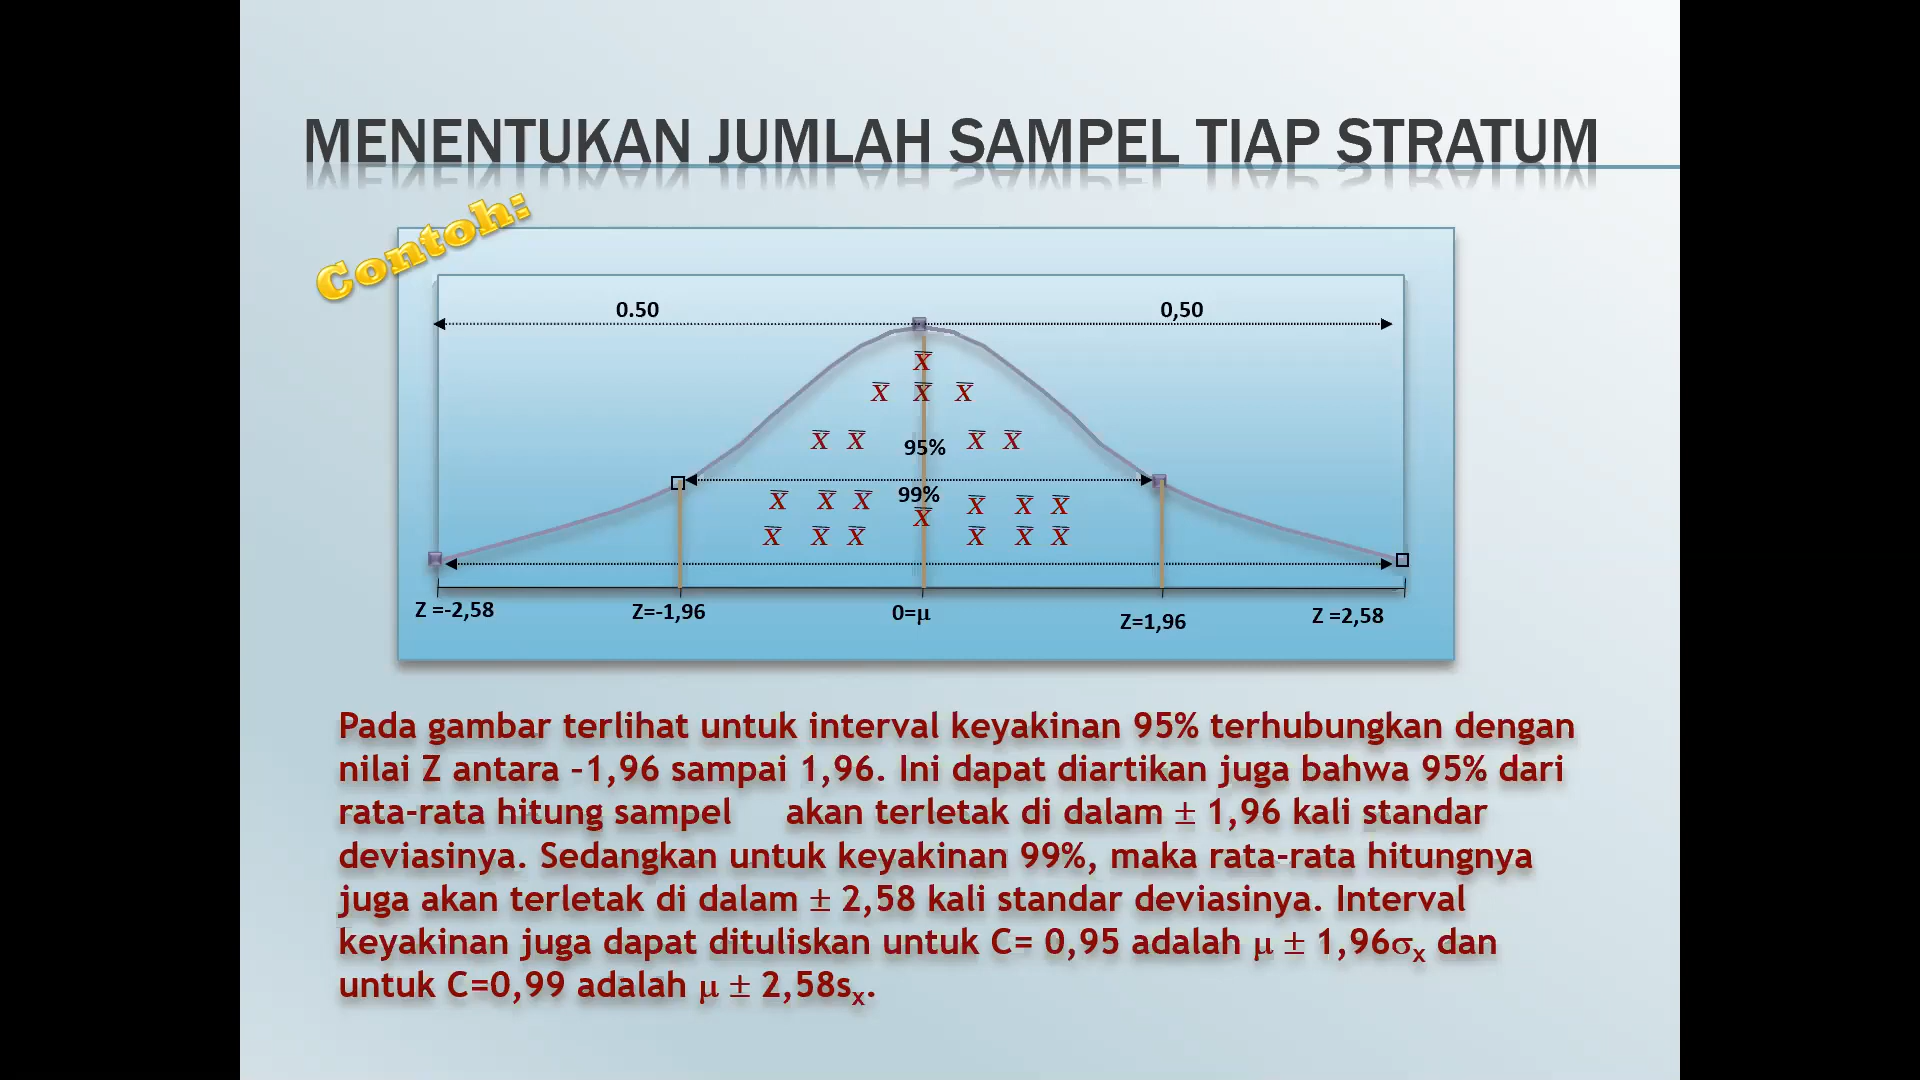 MENENTUKAN JUMLAH SAMPEL TIAP STRATUM
Contoh:
0.50 0,50
X̅
X̅ X̅ X̅
X̅ X̅ 95% X̅ X̅
99%
X̅ X̅ X̅ X̅ X̅ X̅ X̅
X̅ X̅ X̅ X̅ X̅ X̅
Z =-2,58 Z=-1,96 0=μ Z=1,96 Z =2,58
Pada gambar terlihat untuk interval keyakinan 95% terhubungkan dengan
nilai Z antara –1,96 sampai 1,96. Ini dapat diartikan juga bahwa 95% dari
rata-rata hitung sampel akan terletak di dalam ± 1,96 kali standar
deviasinya. Sedangkan untuk keyakinan 99%, maka rata-rata hitungnya
juga akan terletak di dalam ± 2,58 kali standar deviasinya. Interval
keyakinan juga dapat dituliskan untuk C= 0,95 adalah μ ± 1,96σx dan
untuk C=0,99 adalah μ ± 2,58sx.